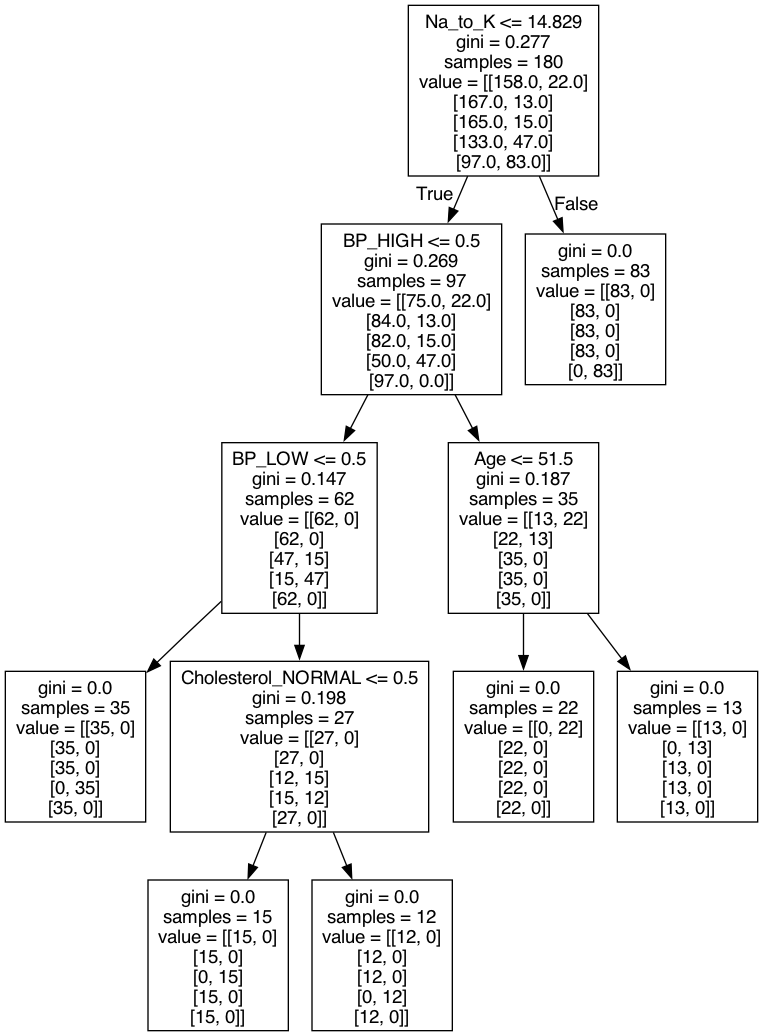 Na_to_K <= 14.829
gini = 0.277
samples = 180
value = [[158.0, 22.0]
[167.0, 13.0]
[165.0, 15.0]
[133.0, 47.0]
[97.0, 83.0]]
True
False
BP_HIGH <= 0.5
gini = 0.269
samples = 97
value = [[75.0, 22.0]
[84.0, 13.0]
[82.0, 15.0]
[50.0, 47.0]
[97.0, 0.0]]
gini = 0.0
samples = 83
value = [[83, 0]
[83, 0]
[83, 0]
[83, 0]
[0, 83]]
BP_LOW <= 0.5
gini = 0.147
samples = 62
value = [[62, 0]
[62, 0]
[47, 15]
[15, 47]
[62, 0]]
Age <= 51.5
gini = 0.187
samples = 35
value = [[13, 22]
[22, 13]
[35, 0]
[35, 0]
[35, 0]]
gini = 0.0
samples = 35
value = [[35, 0]
[35, 0]
[35, 0]
[0, 35]
[35, 0]]
Cholesterol_NORMAL <= 0.5
gini = 0.198
samples = 27
value = [[27, 0]
[27, 0]
[12, 15]
[15, 12]
[27, 0]]
gini = 0.0
samples = 22
value = [[0, 22]
[22, 0]
[22, 0]
[22, 0]
[22, 0]]
gini = 0.0
samples = 13
value = [[13, 0]
[0, 13]
[13, 0]
[13, 0]
[13, 0]]
gini = 0.0
samples = 15
value = [[15, 0]
[15, 0]
[0, 15]
[15, 0]
[15, 0]]
gini = 0.0
samples = 12
value = [[12, 0]
[12, 0]
[12, 0]
[0, 12]
[12, 0]]